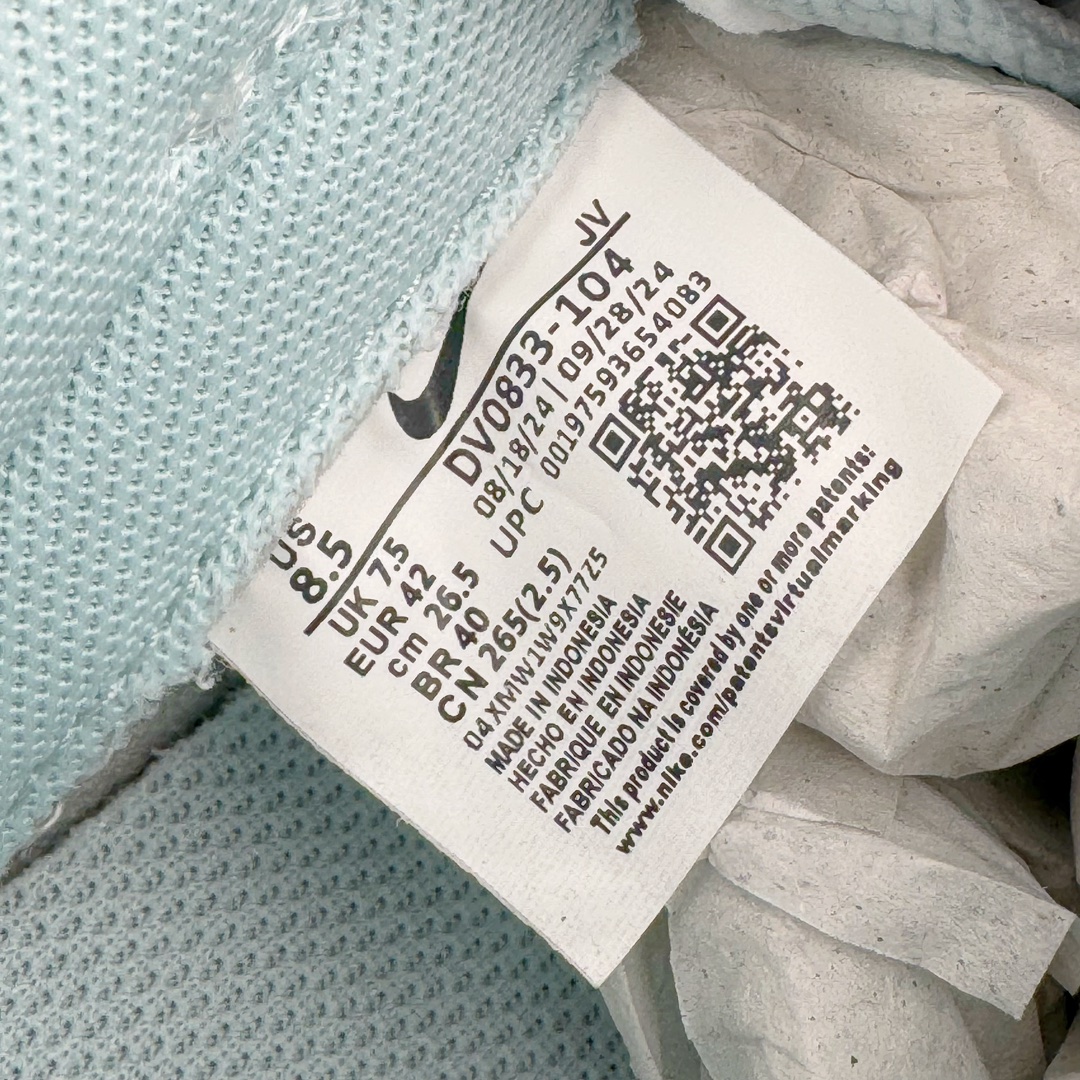 US
8.5
JV
UK 7.5
EUR 42
cm 26.5
BR 40
CN 265(2.5)
DV0833-104
08/18/24 | 09/28/24
UPC 00197593654083
04XM1W1W9X77Z5
MADE IN INDONESIA
HECHO EN INDONESIA
FABRIQUE EN INDONESIE
FABRICADO NA INDONÉSIA
This product is covered by one or more patents:
www.nike.com/patentsvirtualmarking